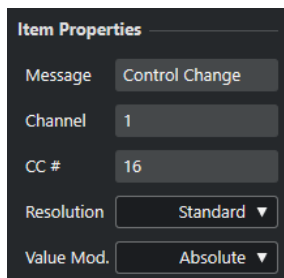 Item Properties
Message Control Change
Channel 1
CC # 16
Resolution Standard ▼
Value Mod. Absolute ▼